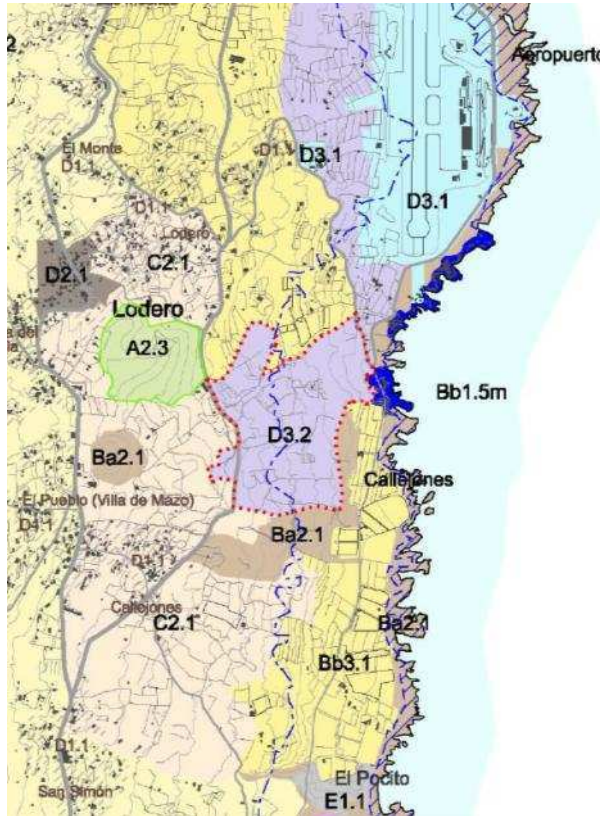 Aeropuerto
El Monte
D1.1
D1.1
D3.1
D3.1
D1.1
Lodero
C2.1
D2.1
Lodero
A2.3
Bb1.5m
D3.2
Ba2.1
Callejones
El Pueblo (Villa de Mazo)
D1.1
Ba2.1
D1.1
Callejones
C2.1
Ba2.1
Bb3.1
D1.1
El Pocito
San Simón
E1.1